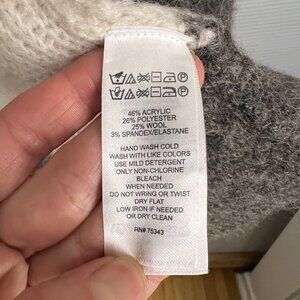 46% ACRYLIC
26% POLYESTER
25% WOOL
3% SPANDEX/ELASTANE
HAND WASH COLD
WASH WITH LIKE COLORS
USE MILD DETERGENT
ONLY NON-CHLORINE
BLEACH
WHEN NEEDED
DO NOT WRING OR TWIST
DRY FLAT
LOW IRON IF NEEDED
OR DRY CLEAN
RN# 75343